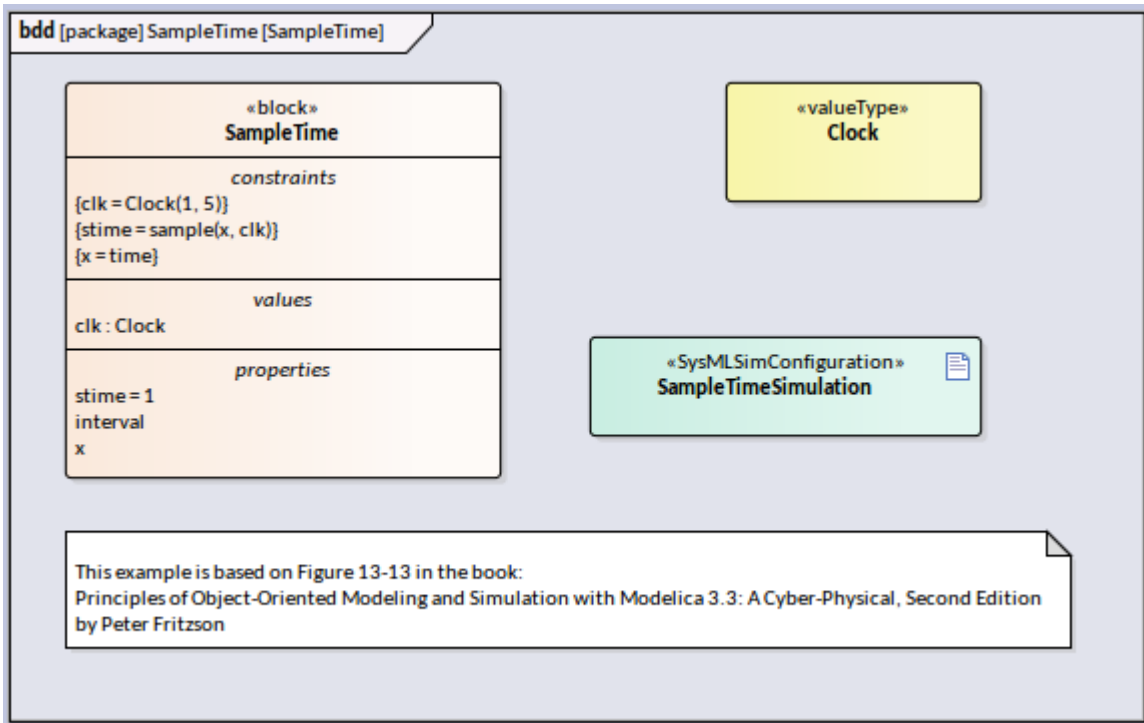 bdd [package] SampleTime [SampleTime]
«block»
SampleTime
constraints
{clk = Clock(1, 5)}
{stime = sample(x, clk)}
{x = time}
values
clk : Clock
properties
stime = 1
interval
x
«valueType»
Clock
«SysMLSimConfiguration»
SampleTimeSimulation
This example is based on Figure 13-13 in the book:
Principles of Object-Oriented Modeling and Simulation with Modelica 3.3: A Cyber-Physical, Second Edition
by Peter Fritzson